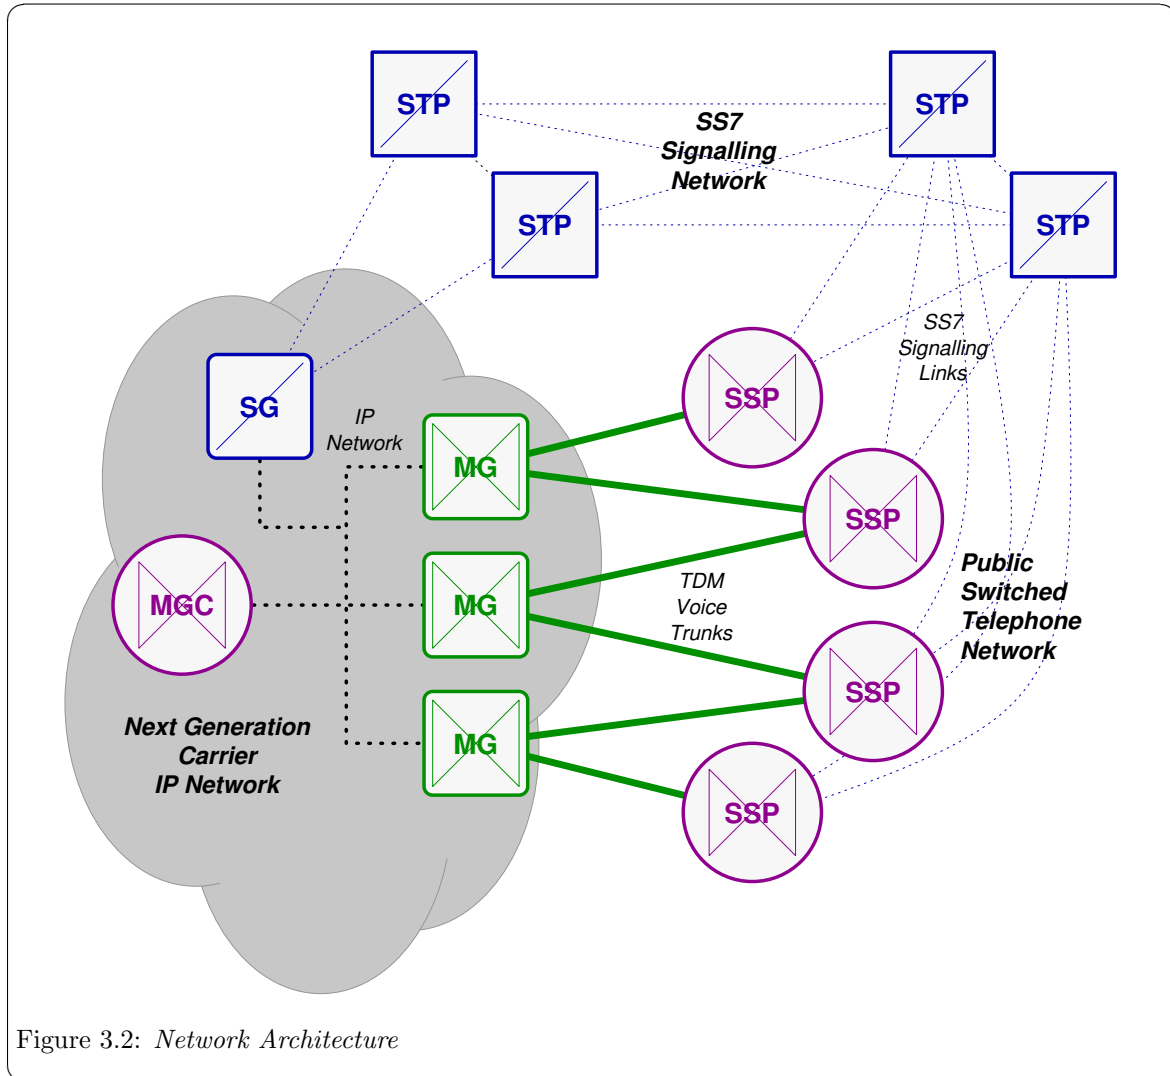 STP
STP
SS7
Signalling
Network
STP
STP
SS7
Signalling
Links
SG
IP
Network
SSP
MG
SSP
MGC
MG
TDM
Voice
Trunks
Public
Switched
Telephone
Network
SSP
Next Generation
Carrier
IP Network
MG
SSP
Figure 3.2: Network Architecture